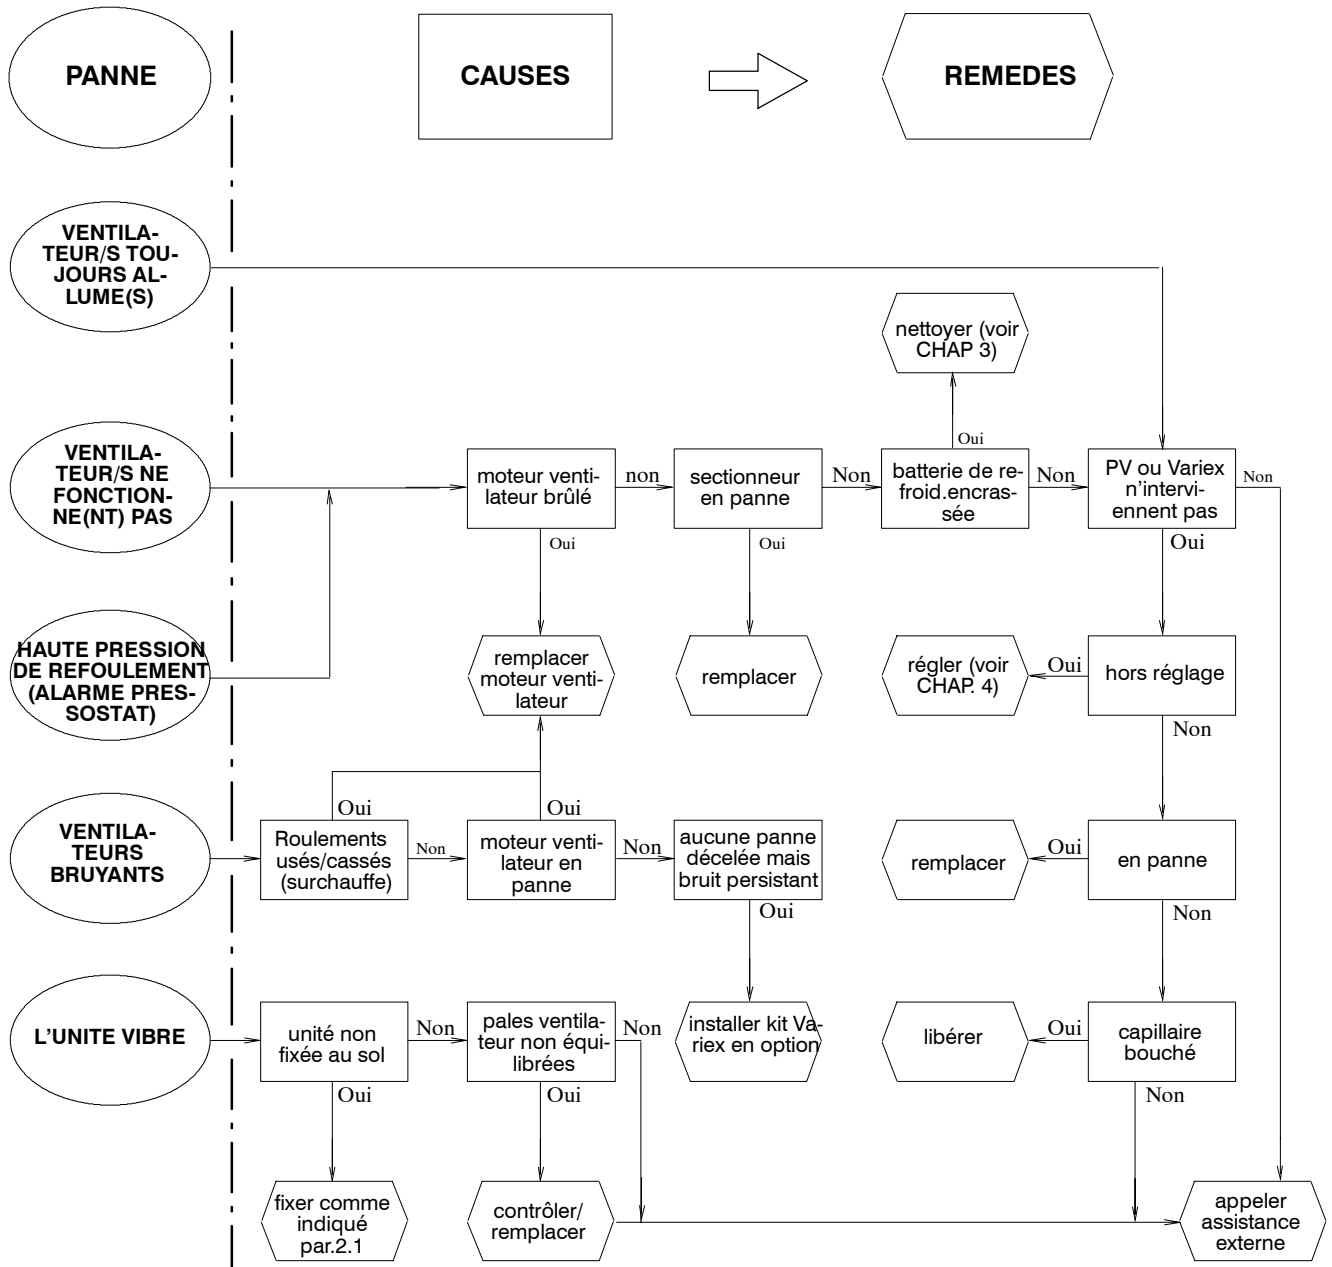 PANNE
CAUSES
REMEDES
VENTILA-
TEUR/S TOU-
JOURS AL-
LUME(S)
nettoyer (voir
CHAP 3)
Oui
VENTILA-
TEUR/S NE
FONCTION-
NE(NT) PAS
moteur venti-
lateur brûlé
non
sectionneur
en panne
Non
batterie de re-
froid.encras-
sée
Non
PV ou Variex
n'intervi-
ennent pas
Non
Oui
Oui
Oui
HAUTE PRESSION
DE REFOULEMENT
(ALARME PRES-
SOSTAT)
remplacer
moteur venti-
lateur
remplacer
régler (voir
CHAP. 4)
Oui
hors réglage
Non
Oui
Oui
VENTILA-
TEURS
BRUYANTS
Roulements
usés/cassés
(surchauffe)
Non
moteur venti-
lateur en
panne
Non
aucune panne
décelée mais
bruit persistant
remplacer
Oui
en panne
Oui
Non
L'UNITE VIBRE
unité non
fixée au sol
Non
pales ventila-
teur non équi-
librées
Non
installer kit Va-
riex en option
libérer
Oui
capillaire
bouché
Oui
Oui
Non
fixer comme
indiqué
par.2.1
contrôler/
remplacer
appeler
assistance
externe